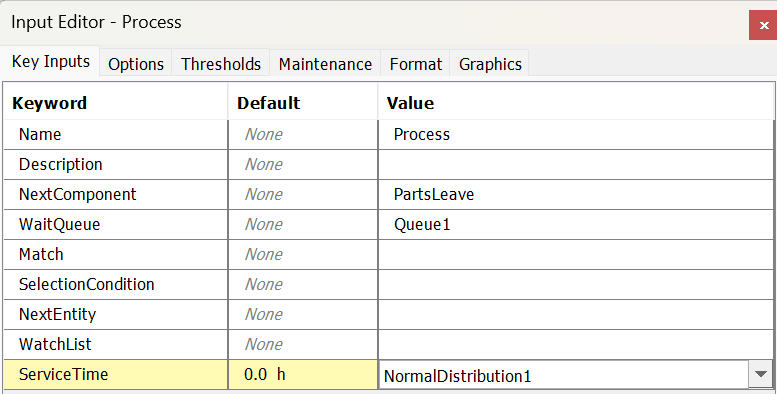 Input Editor - Process
x
Key Inputs Options Thresholds Maintenance Format Graphics
Keyword Default Value
Name None Process
Description None
NextComponent None PartsLeave
WaitQueue None Queue1
Match None
SelectionCondition None
NextEntity None
WatchList None
ServiceTime 0.0 h NormalDistribution1